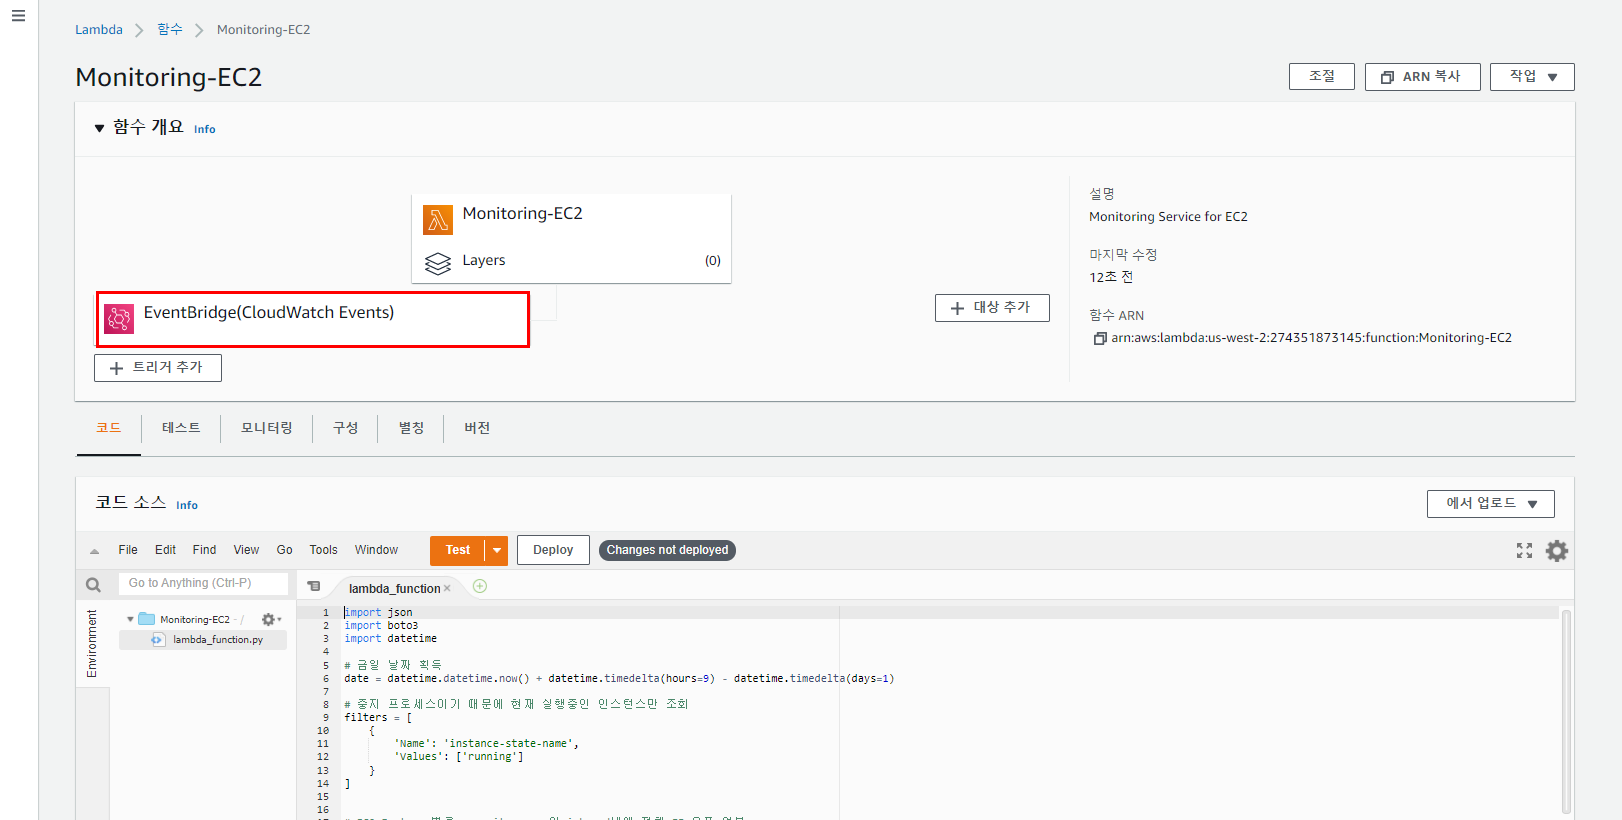 Lambda > 함수 > Monitoring-EC2
Monitoring-EC2
조절
ARN 복사
작업
함수 개요 Info
Monitoring-EC2
Layers (0)
EventBridge(CloudWatch Events)
+ 트리거 추가
+ 대상 추가
설명
Monitoring Service for EC2
마지막 수정
12초 전
함수 ARN
arn:aws:lambda:us-west-2:274351873145:function:Monitoring-EC2
코드 테스트 모니터링 구성 별칭 버전
코드 소스 Info
에서 업로드
File Edit Find View Go Tools Window Test Deploy Changes not deployed
Go to Anything (Ctrl-P)
lambda_function ×
Environment
Monitoring-EC2 - /
lambda_function.py
1 import json
2 import boto3
3 import datetime
4
5 # 금일 날짜 획득
6 date = datetime.datetime.now() + datetime.timedelta(hours=9) - datetime.timedelta(days=1)
7
8 # 중지 프로세스이기 때문에 현재 실행중인 인스턴스만 조회
9 filters = [
10 {
11 'Name': 'instance-state-name',
12 'Values': ['running']
13 }
14 ]
15
16